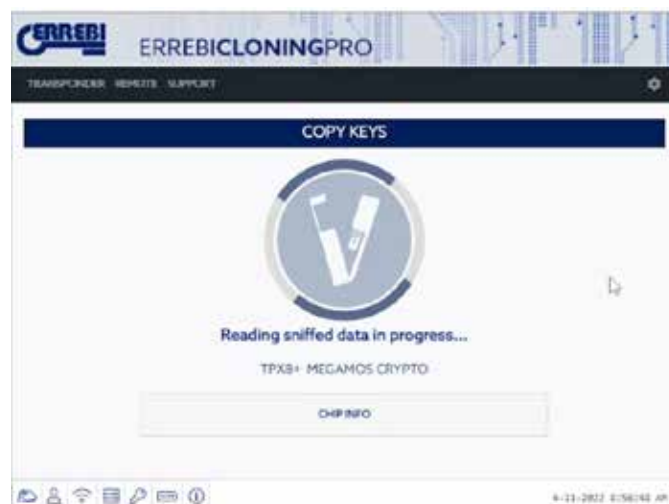 ERREBI
ERREBICLONINGPRO
TRANSPONDER REMOTE SUPPORT
COPY KEYS
Reading sniffed data in progress...
TPX8+ MEGAMOS CRYPTO
CHIP INFO